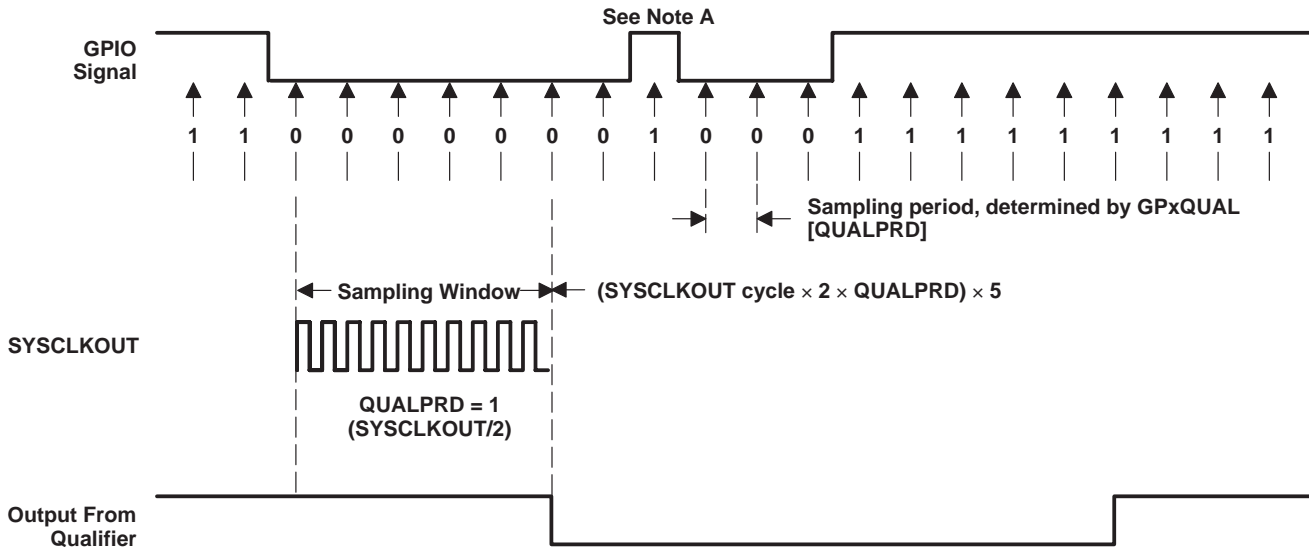 See Note A
GPIO
Signal
1 1 0 0 0 0 0 0 0 1 0 0 0 1 1 1 1 1 1 1 1 1
Sampling period, determined by GPxQUAL
[QUALPRD]
Sampling Window
(SYSCLKOUT cycle × 2 × QUALPRD) × 5
SYSCLKOUT
QUALPRD = 1
(SYSCLKOUT/2)
Output From
Qualifier